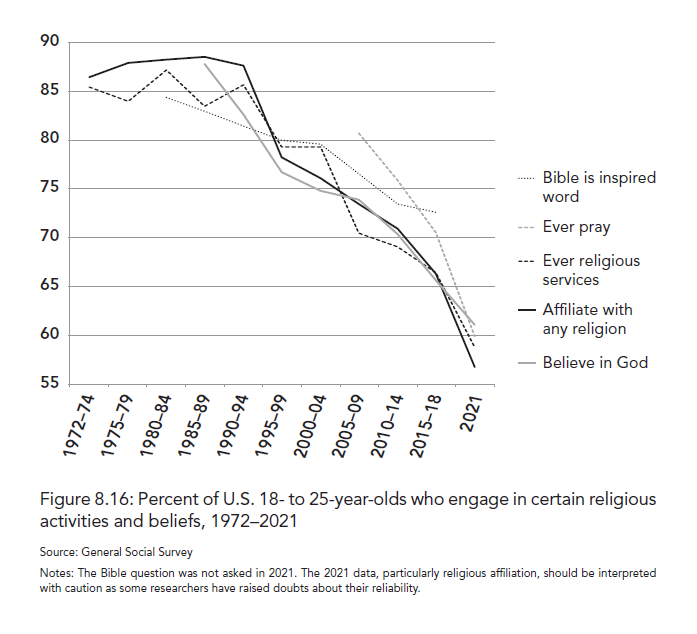 90
85
80
75
70
65
60
55
1972–74
1975–79
1980–84
1985–89
1990–94
1995–99
2000–04
2005–09
2010–14
2015–18
2021
Bible is inspired
word
Ever pray
Ever religious
services
Affiliate with
any religion
Believe in God
Figure 8.16: Percent of U.S. 18- to 25-year-olds who engage in certain religious
activities and beliefs, 1972–2021
Source: General Social Survey
Notes: The Bible question was not asked in 2021. The 2021 data, particularly religious affiliation, should be interpreted
with caution as some researchers have raised doubts about their reliability.